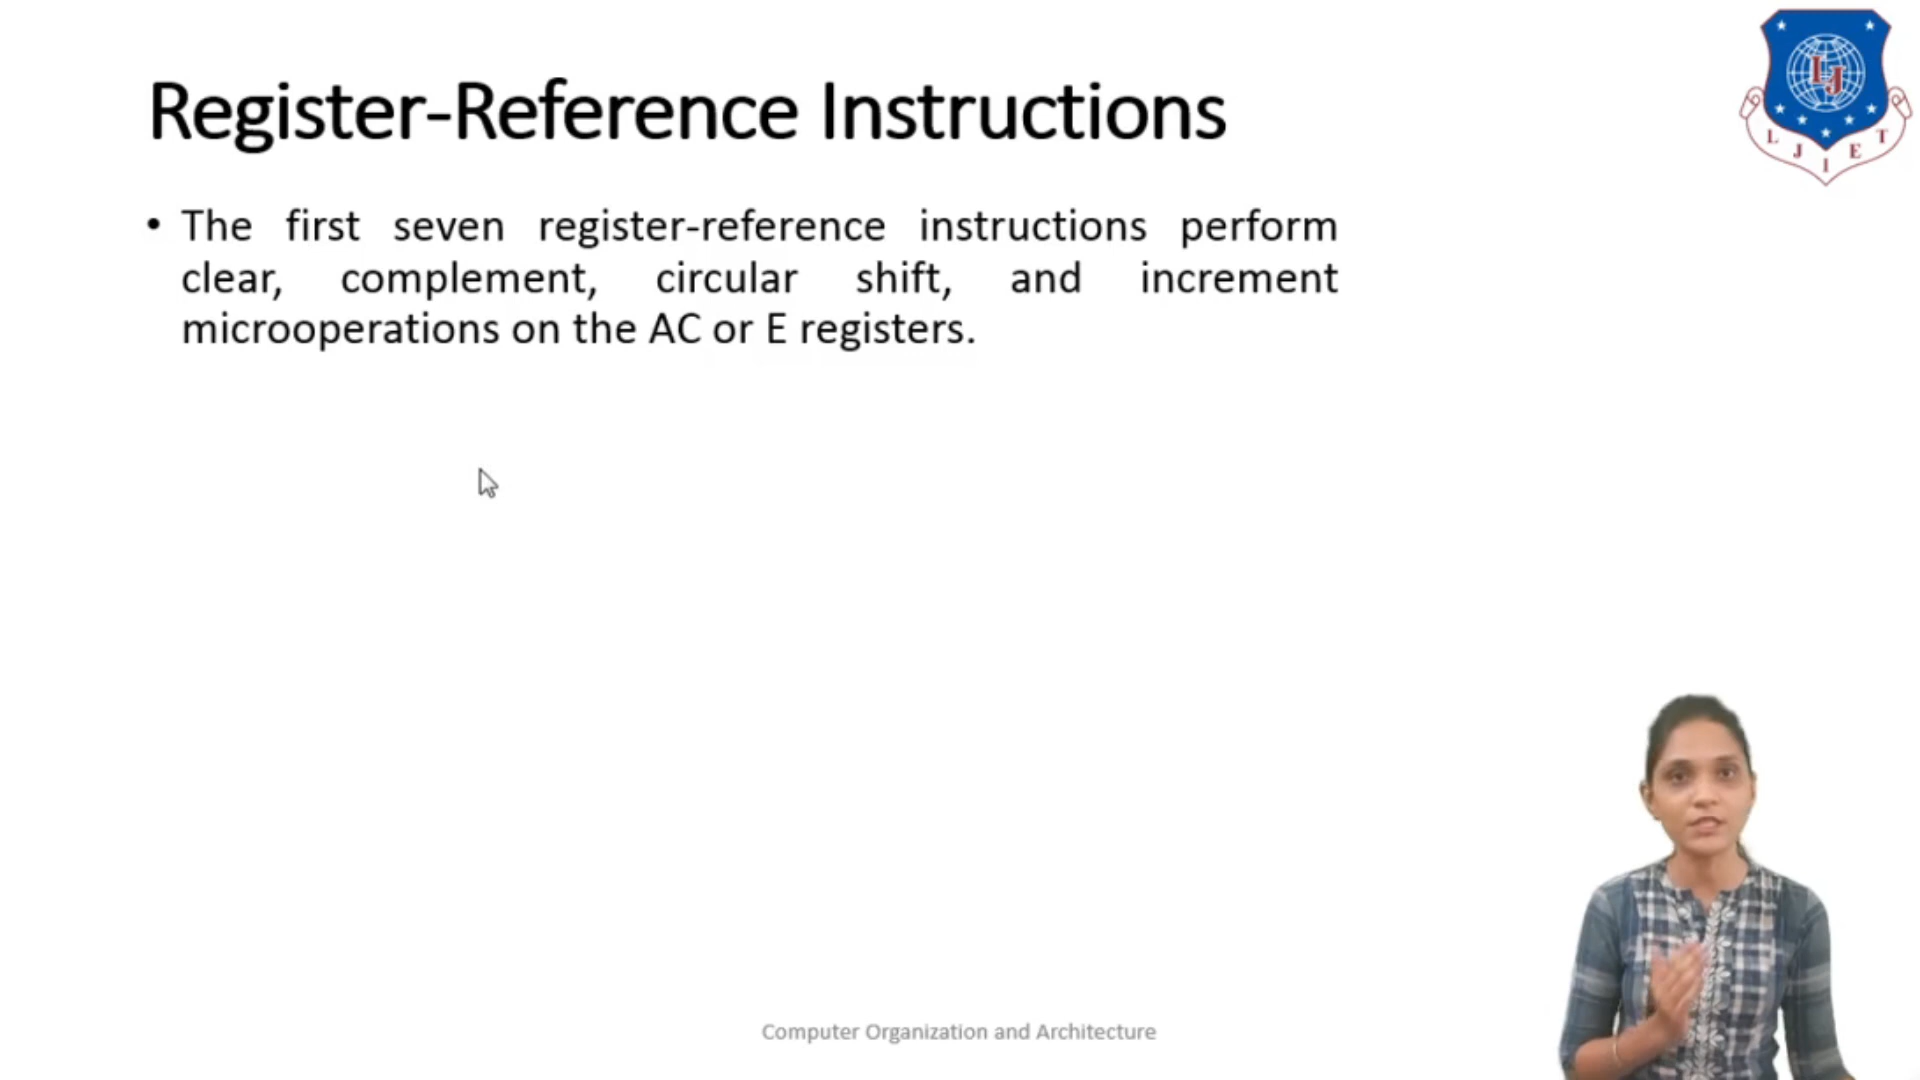 Register-Reference Instructions
• The first seven register-reference instructions perform
clear, complement, circular shift, and increment
microoperations on the AC or E registers.
LJ
L J I E T
Computer Organization and Architecture